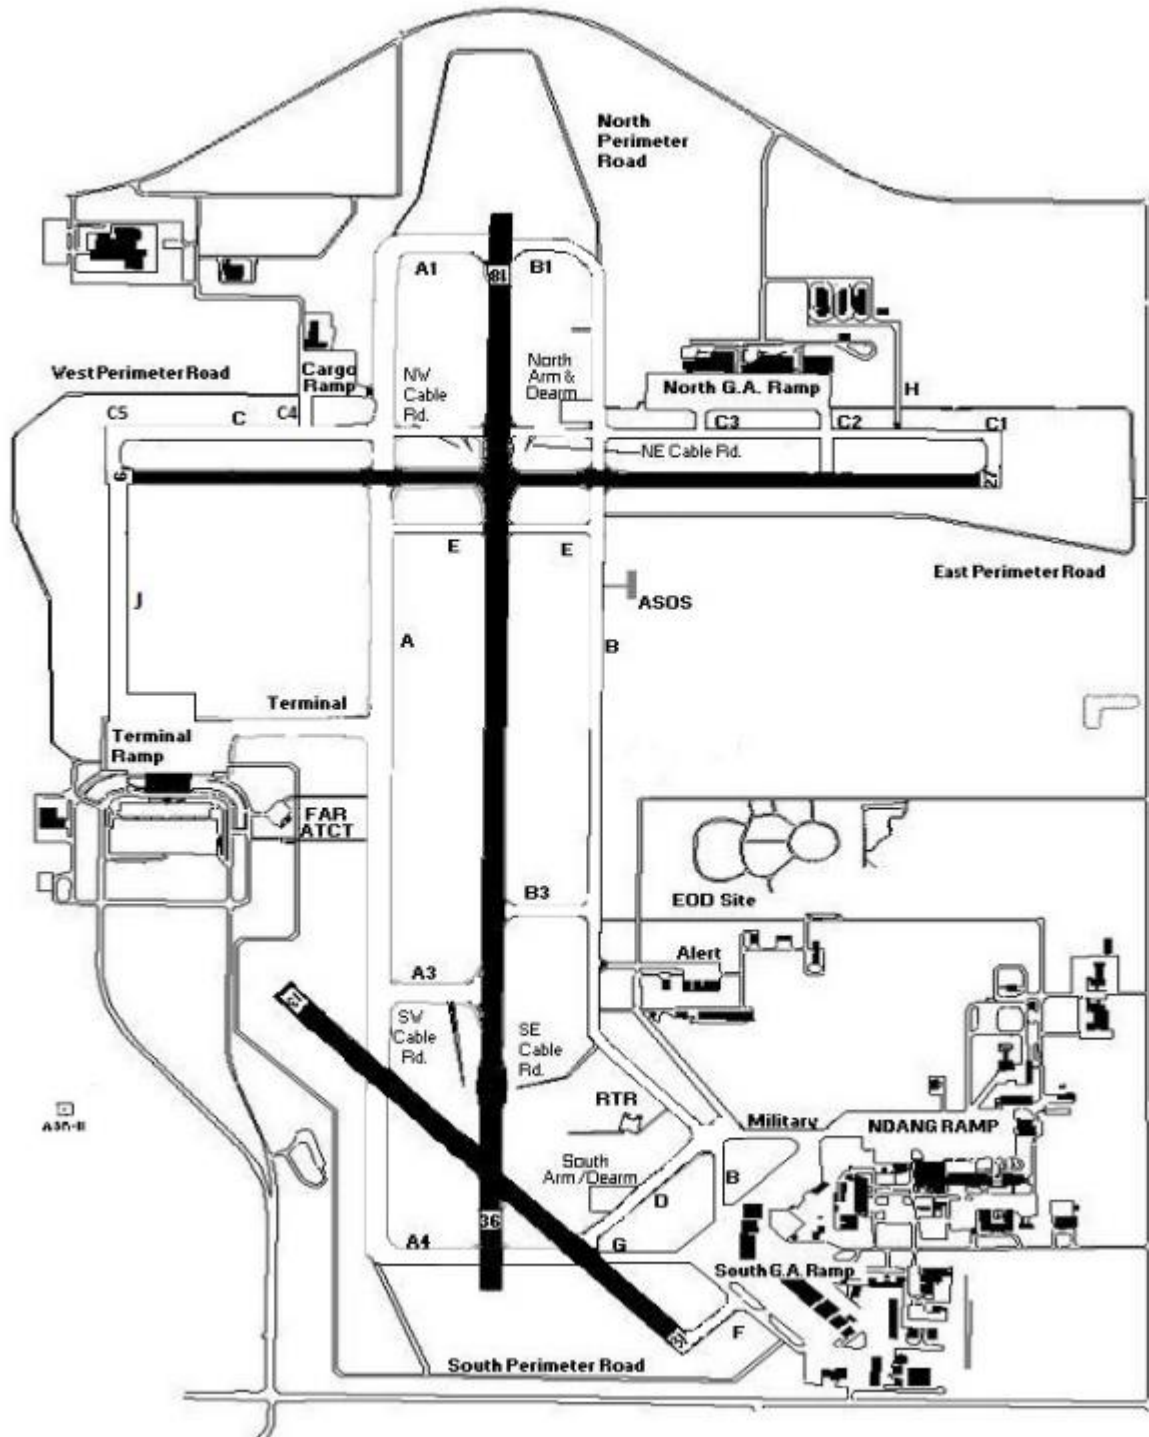 North
Perimeter
Road
A1
B1
18
West Perimeter Road
Cargo
Ramp
NW
Cable
Rd.
North
Arm &
Dearm
North G.A. Ramp
H
C5
C
C4
C3
C2
C1
NE Cable Rd.
9
27
E
E
East Perimeter Road
J
ASOS
A
B
Terminal
Terminal
Ramp
FAR
ATCT
B3
EOD Site
Alert
A3
13
SW
Cable
Rd.
SE
Cable
Rd.
RTR
Military
NDANG RAMP
South
Arm/Dearm
B
D
36
A4
G
South G.A. Ramp
F
31
South Perimeter Road